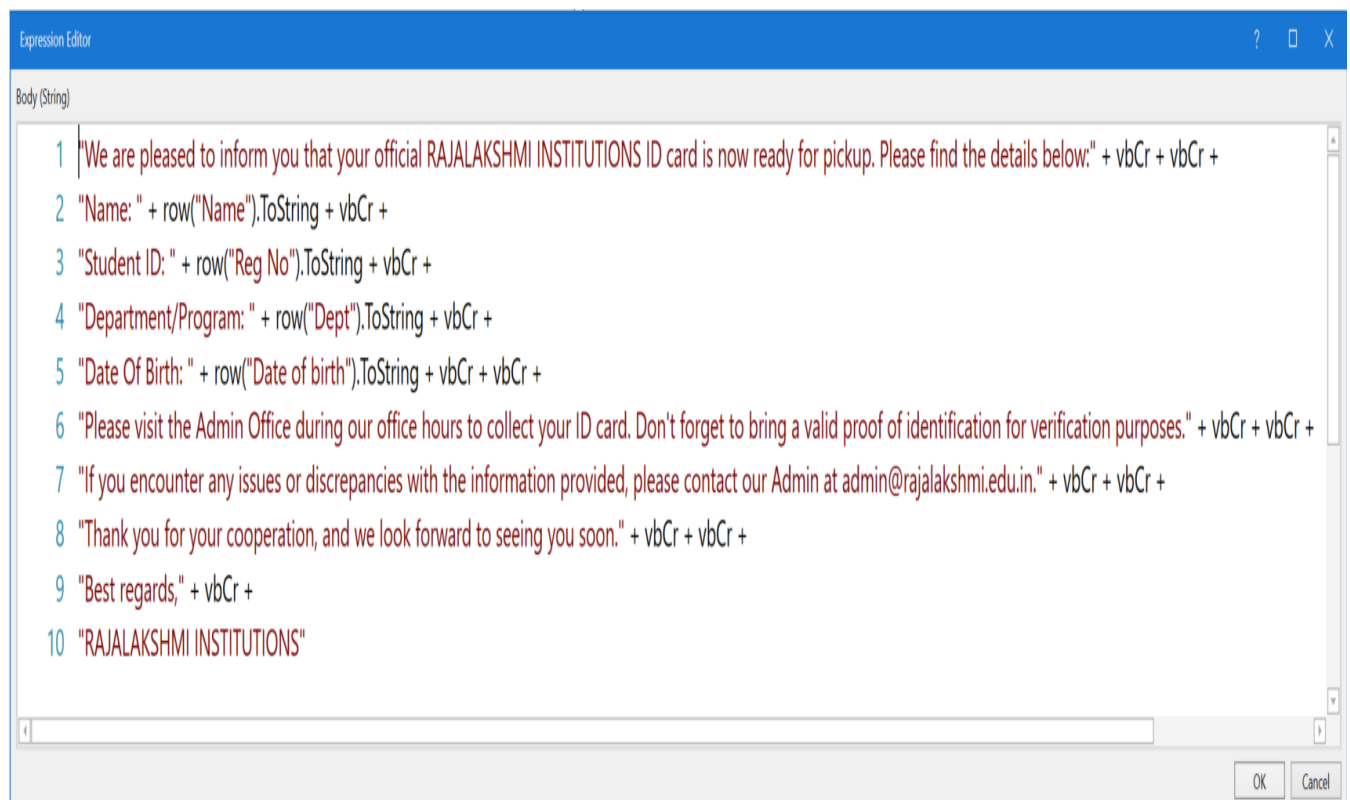 Expression Editor
? X
Body (String)
1 "We are pleased to inform you that your official RAJALAKSHMI INSTITUTIONS ID card is now ready for pickup. Please find the details below:" + vbCr + vbCr +
2 "Name: " + row("Name").ToString + vbCr +
3 "Student ID: " + row("Reg No").ToString + vbCr +
4 "Department/Program: " + row("Dept").ToString + vbCr +
5 "Date Of Birth: " + row("Date of birth").ToString + vbCr + vbCr +
6 "Please visit the Admin Office during our office hours to collect your ID card. Don't forget to bring a valid proof of identification for verification purposes." + vbCr + vbCr +
7 "If you encounter any issues or discrepancies with the information provided, please contact our Admin at admin@rajalakshmi.edu.in." + vbCr + vbCr +
8 "Thank you for your cooperation, and we look forward to seeing you soon." + vbCr + vbCr +
9 "Best regards," + vbCr +
10 "RAJALAKSHMI INSTITUTIONS"
OK Cancel